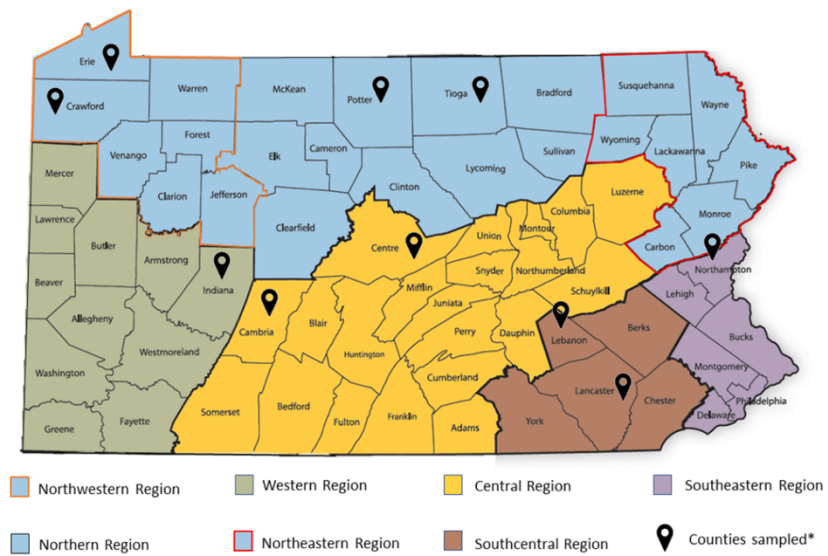 Erie
Warren
McKean
Potter
Tioga
Bradford
Susquehanna
Wayne
Crawford
Forest
Venango
Elk
Cameron
Sullivan
Wyoming
Lackawanna
Pike
Mercer
Clarion
Jefferson
Clinton
Lycoming
Luzerne
Monroe
Lawrence
Clearfield
Columbia
Montour
Union
Centre
Carbon
Butler
Armstrong
Indiana
Snyder
Northumberland
Northampton
Beaver
Mifflin
Schuylkill
Lehigh
Allegheny
Cambria
Blair
Juniata
Perry
Dauphin
Lebanon
Berks
Bucks
Huntington
Westmoreland
Washington
Cumberland
Lancaster
Montgomery
Chester
Philadelphia
Delaware
Greene
Fayette
Somerset
Bedford
Fulton
Franklin
Adams
York
Northwestern Region
Western Region
Central Region
Southeastern Region
Northern Region
Northeastern Region
Southcentral Region
Counties sampled*